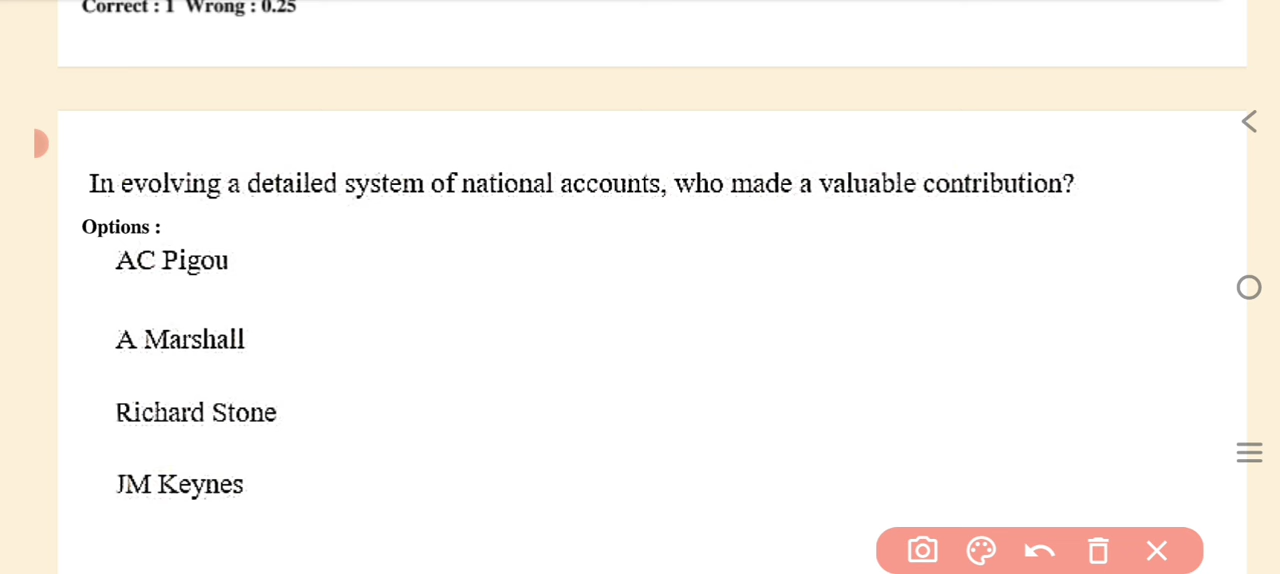 Correct : 1 Wrong : 0.25
In evolving a detailed system of national accounts, who made a valuable contribution?
Options :
AC Pigou
A Marshall
Richard Stone
JM Keynes